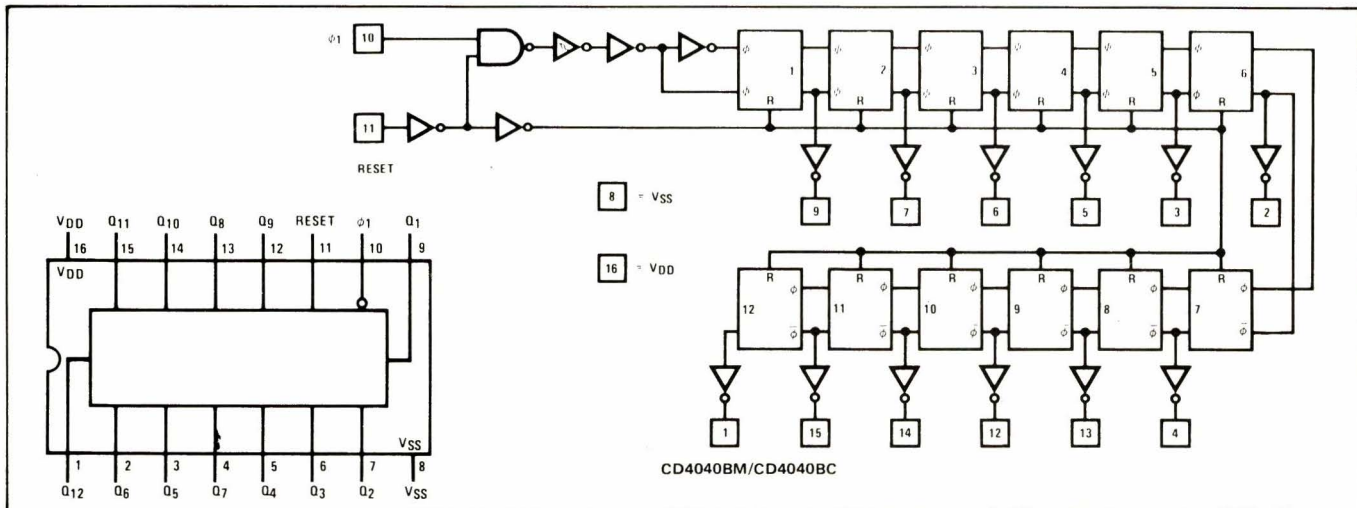 ϕ1 10
ϕ ϕ ϕ ϕ ϕ ϕ
1 2 3 4 5 6
ϕ ϕ ϕ ϕ ϕ ϕ
R R R R R R
11
RESET
9 7 6 5 3 2
8 = VSS
16 = VDD
VDD Q11 Q10 Q8 Q9 RESET ϕ1 Q1
16 15 14 13 12 11 10 9
VDD
VSS
1 2 3 4 5 6 7 8
Q12 Q6 Q5 Q7 Q4 Q3 Q2 VSS
R R R R R R
ϕ ϕ ϕ ϕ ϕ ϕ
12 11 10 9 8 7
ϕ̅ ϕ̅ ϕ̅ ϕ̅ ϕ̅ ϕ̅
1 15 14 12 13 4
CD4040BM/CD4040BC